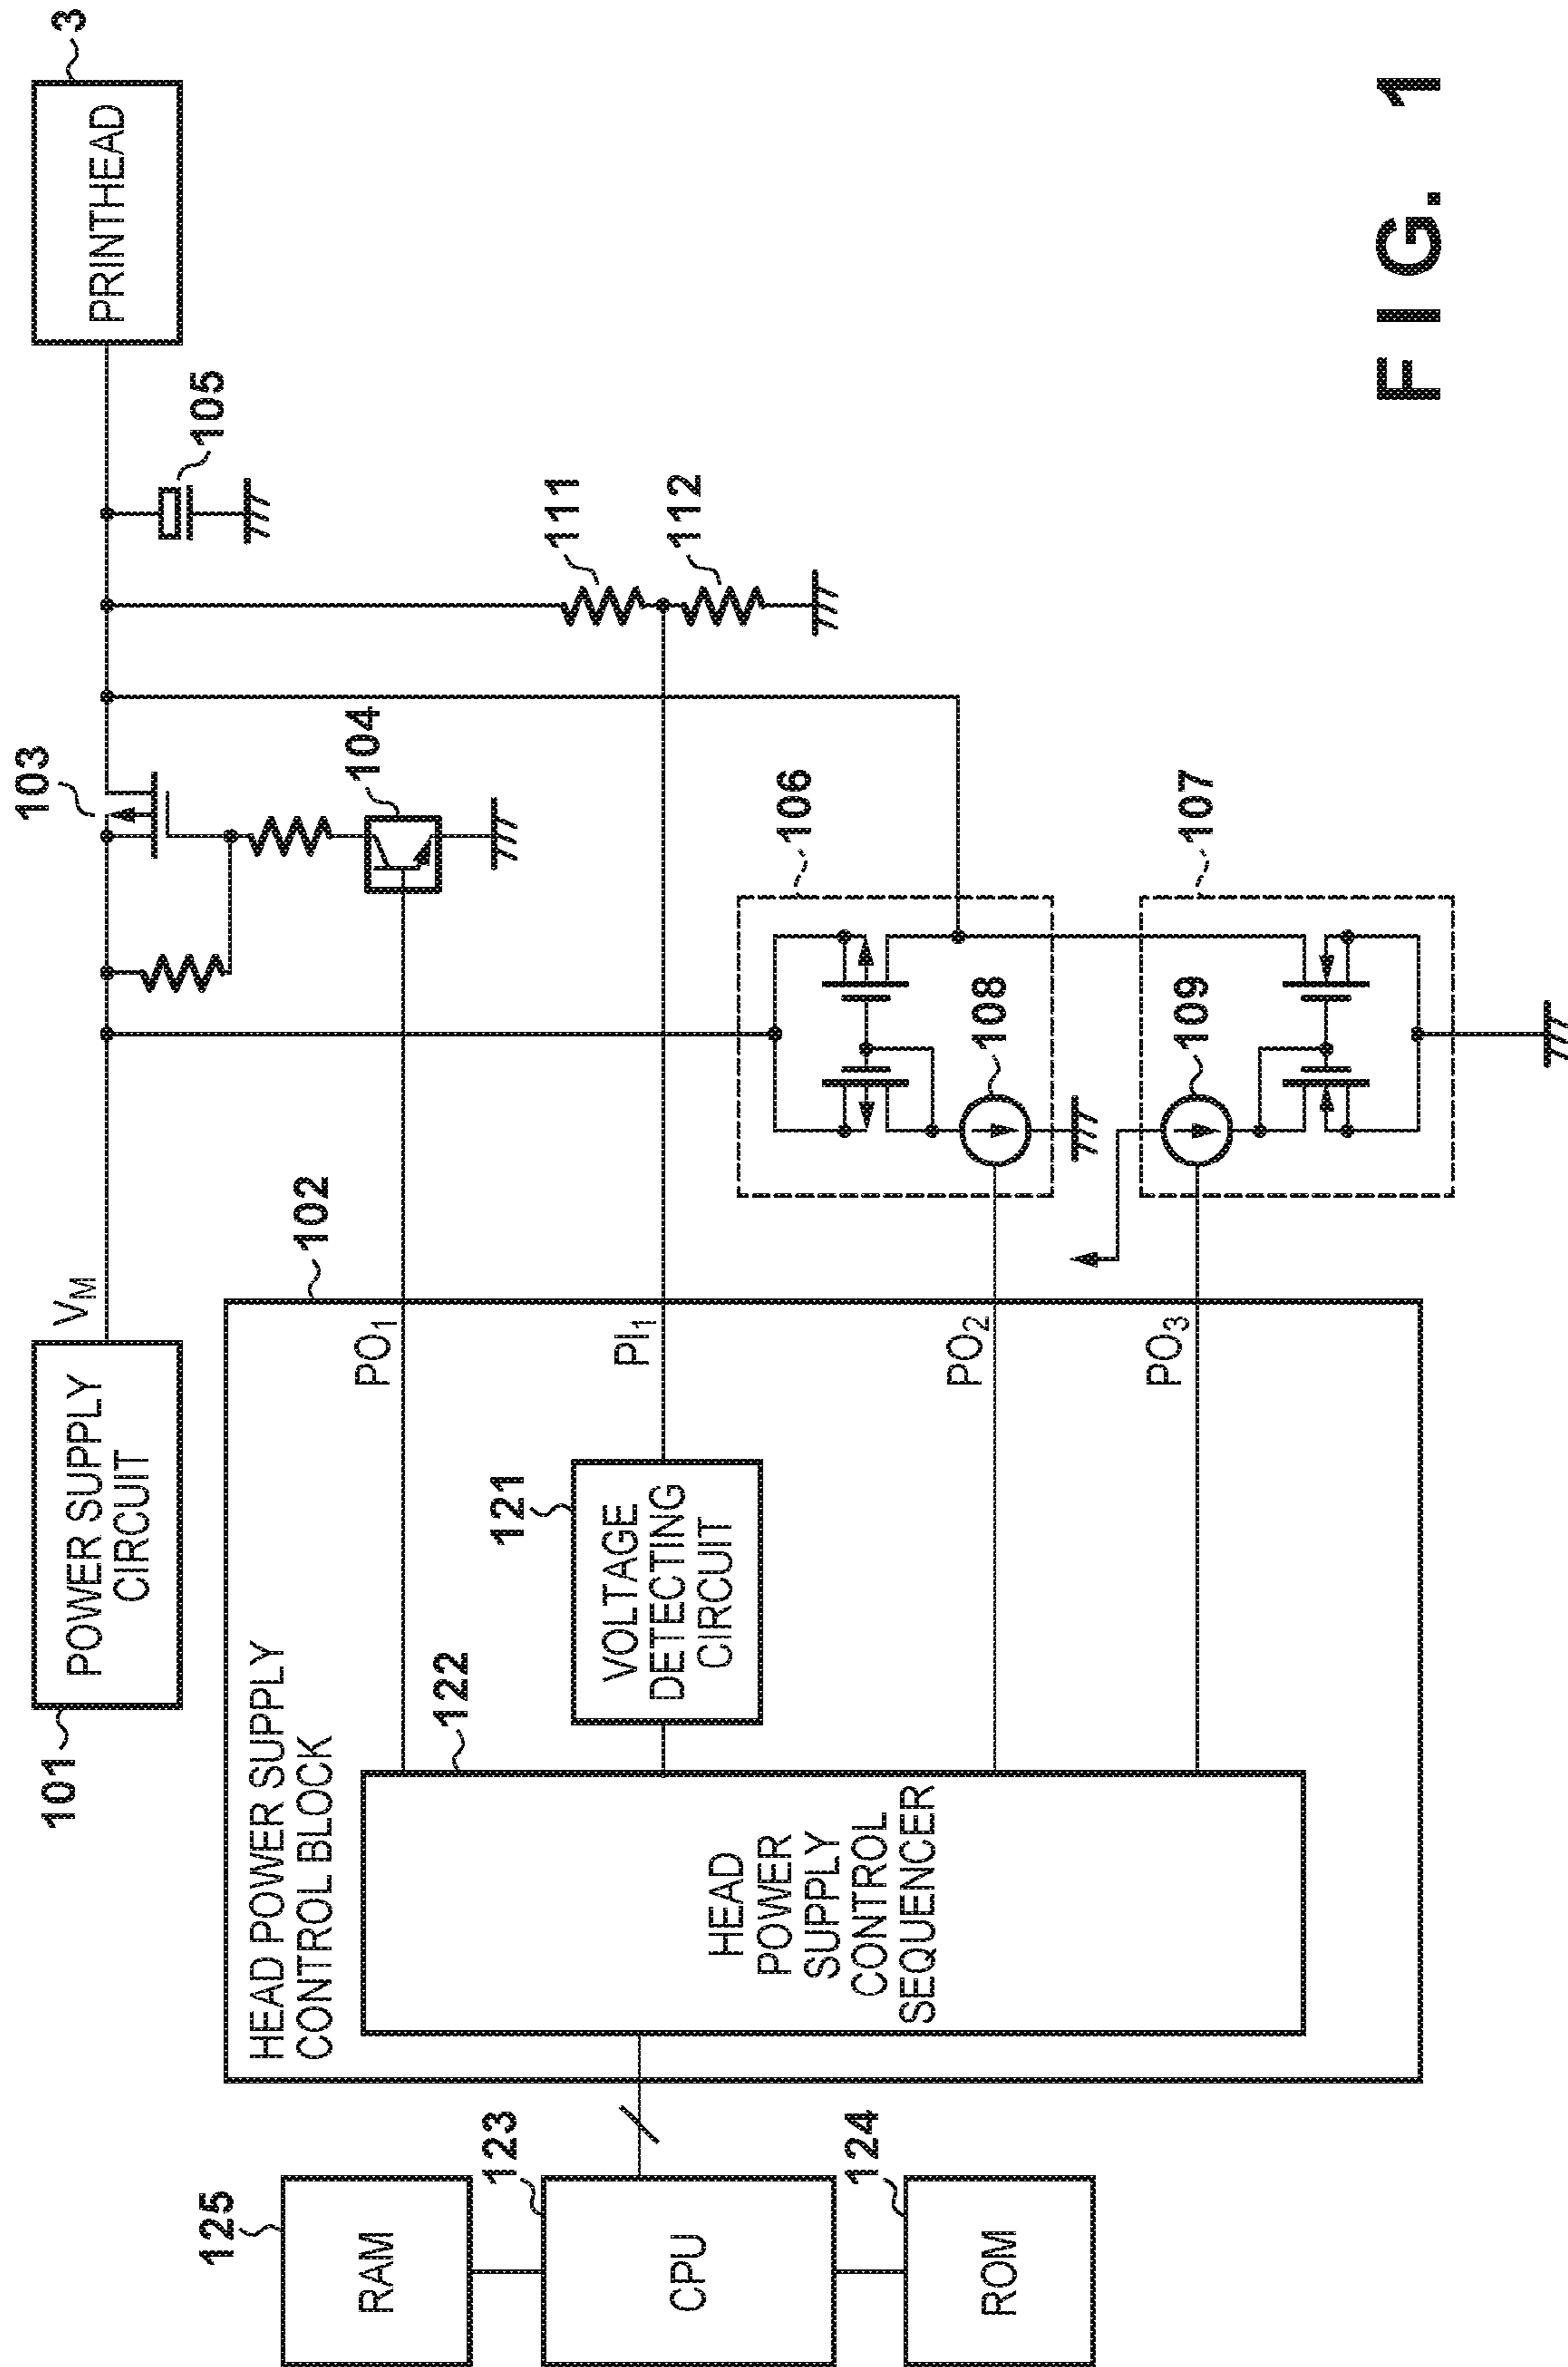 101
POWER SUPPLY
CIRCUIT
V_M
103
3
PRINTHEAD
105
104
111
112
HEAD POWER SUPPLY
CONTROL BLOCK
102
122
HEAD
POWER
SUPPLY
CONTROL
SEQUENCER
121
VOLTAGE
DETECTING
CIRCUIT
PO₁
PI₁
PO₂
PO₃
106
108
107
109
125
RAM
123
CPU
124
ROM
FIG. 1